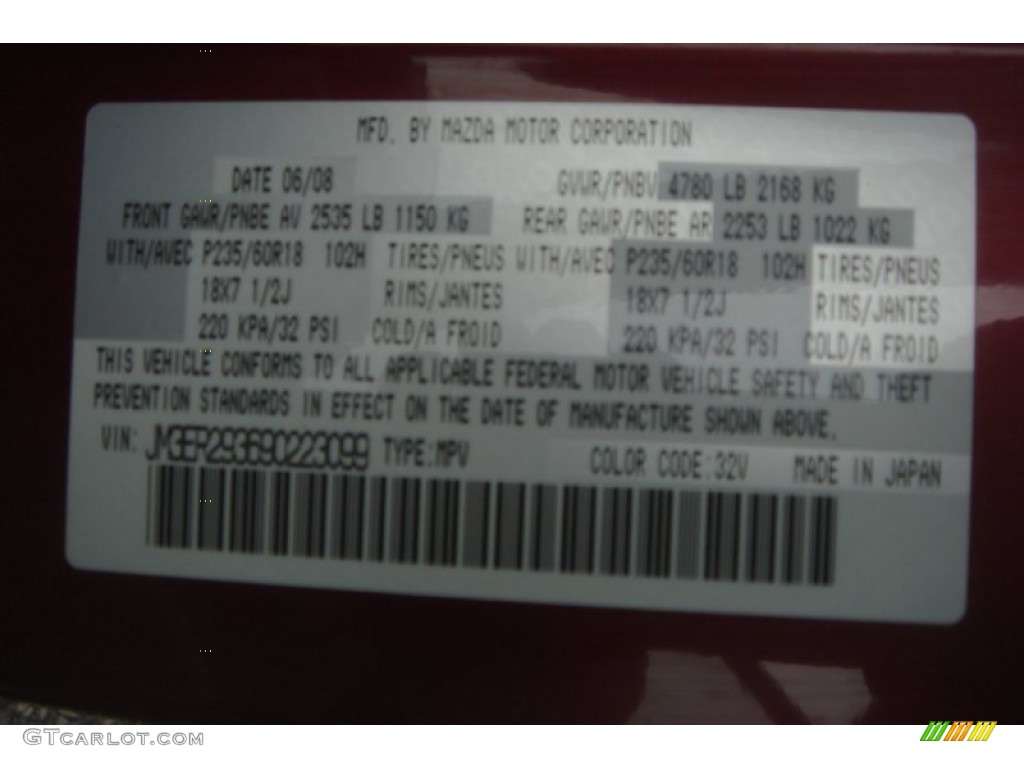 MFD. BY MAZDA MOTOR CORPORATION
DATE 06/08 GVWR/PNBV 4780 LB 2168 KG
FRONT GAWR/PNBE AV 2535 LB 1150 KG REAR GAWR/PNBE AR 2253 LB 1022 KG
WITH/AVEC P235/60R18 102H TIRES/PNEUS WITH/AVEC P235/60R18 102H TIRES/PNEUS
18X7 1/2J RIMS/JANTES 18X7 1/2J RIMS/JANTES
220 KPA/32 PSI COLD/A FROID 220 KPA/32 PSI COLD/A FROID
THIS VEHICLE CONFORMS TO ALL APPLICABLE FEDERAL MOTOR VEHICLE SAFETY AND THEFT
PREVENTION STANDARDS IN EFFECT ON THE DATE OF MANUFACTURE SHOWN ABOVE.
VIN: JM3ER293690223099 TYPE:MPV COLOR CODE:32V MADE IN JAPAN
GTCARLOT.COM